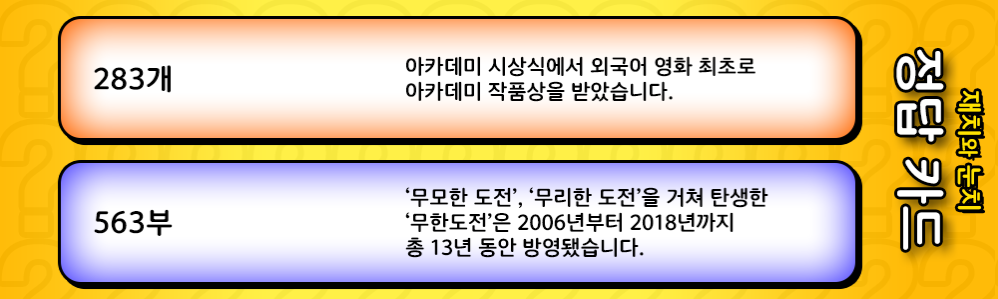 283개
아카데미 시상식에서 외국어 영화 최초로
아카데미 작품상을 받았습니다.
563부
‘무모한 도전’, ‘무리한 도전’을 거쳐 탄생한
‘무한도전’은 2006년부터 2018년까지
총 13년 동안 방영됐습니다.
재치와 눈치
정답 카드